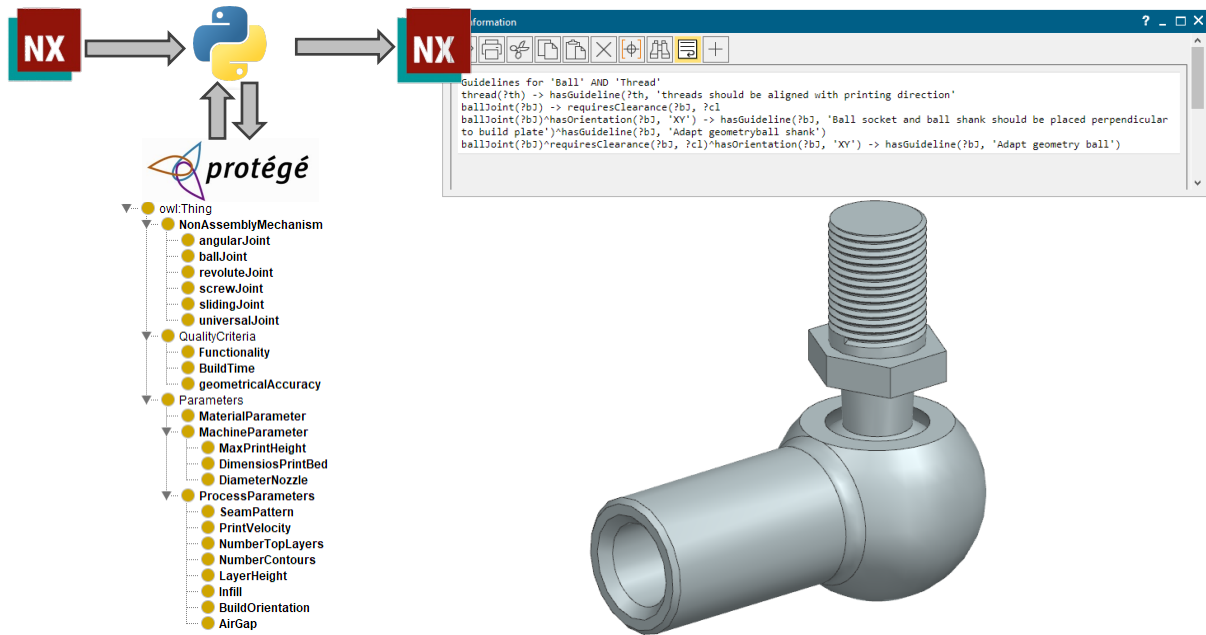 NX
NX
Information
?
Guidelines for 'Ball' AND 'Thread'
thread(?th) -> hasGuideline(?th, 'threads should be aligned with printing direction'
ballJoint(?bJ) -> requiresClearance(?bJ, ?cl
ballJoint(?bJ)^hasOrientation(?bJ, 'XY') -> hasGuideline(?bJ, 'Ball socket and ball shank should be placed perpendicular
to build plate')^hasGuideline(?bJ, 'Adapt geometryball shank')
ballJoint(?bJ)^requiresClearance(?bJ, ?cl)^hasOrientation(?bJ, 'XY') -> hasGuideline(?bJ, 'Adapt geometry ball')
protégé
owl:Thing
NonAssemblyMechanism
angularJoint
ballJoint
revoluteJoint
screwJoint
slidingJoint
universalJoint
QualityCriteria
Functionality
BuildTime
geometricalAccuracy
Parameters
MaterialParameter
MachineParameter
MaxPrintHeight
DimensiosPrintBed
DiameterNozzle
ProcessParameters
SeamPattern
PrintVelocity
NumberTopLayers
NumberContours
LayerHeight
Infill
BuildOrientation
AirGap